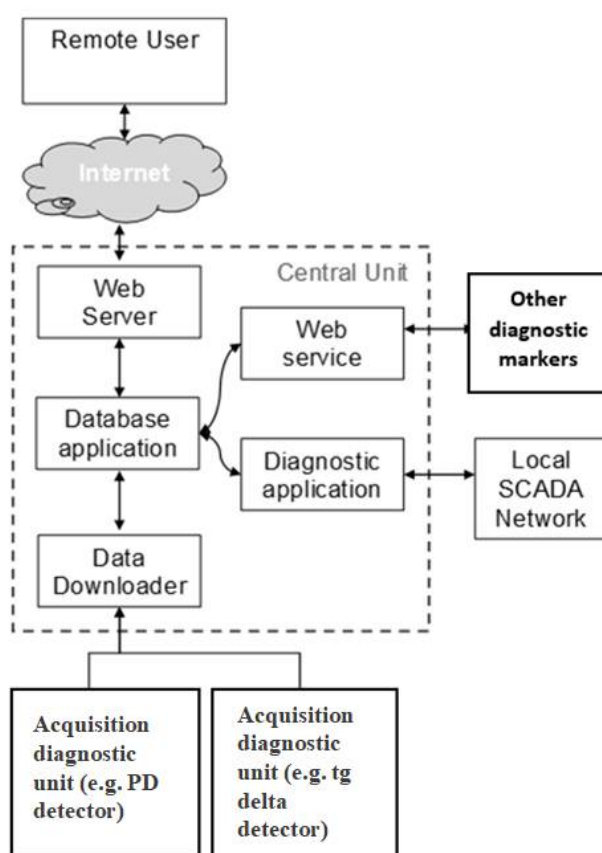 Remote User
Internet
Central Unit
Web
Server
Web
service
Other
diagnostic
markers
Database
application
Diagnostic
application
Local
SCADA
Network
Data
Downloader
Acquisition
diagnostic
unit (e.g. PD
detector)
Acquisition
diagnostic
unit (e.g. tg
delta
detector)